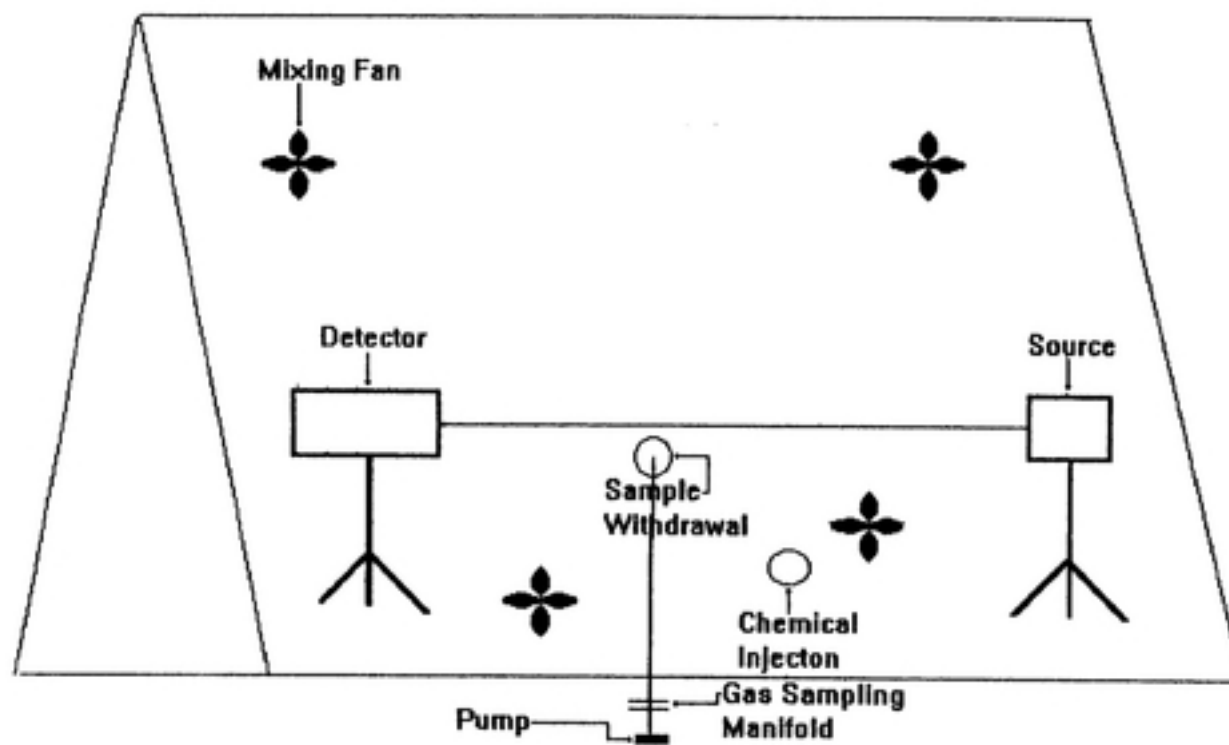 Mixing Fan
Detector
Source
Sample
Withdrawal
Chemical
Injecton
Gas Sampling
Manifold
Pump